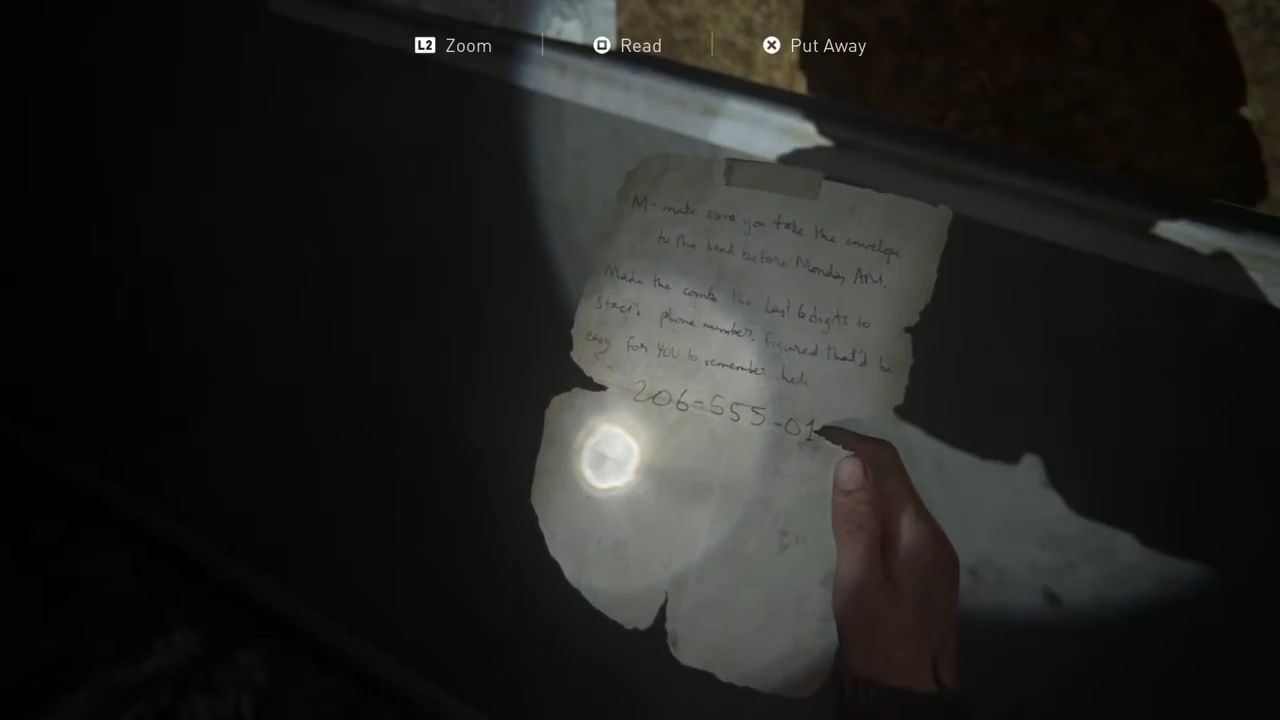 L2 Zoom Read Put Away
M- make sure you take the envelope
to the bank before Monday AM.
Made the combo the last 6 digits to
Staci's phone number. Figured that'd be
easy for YOU to remember... heh
206-555-01